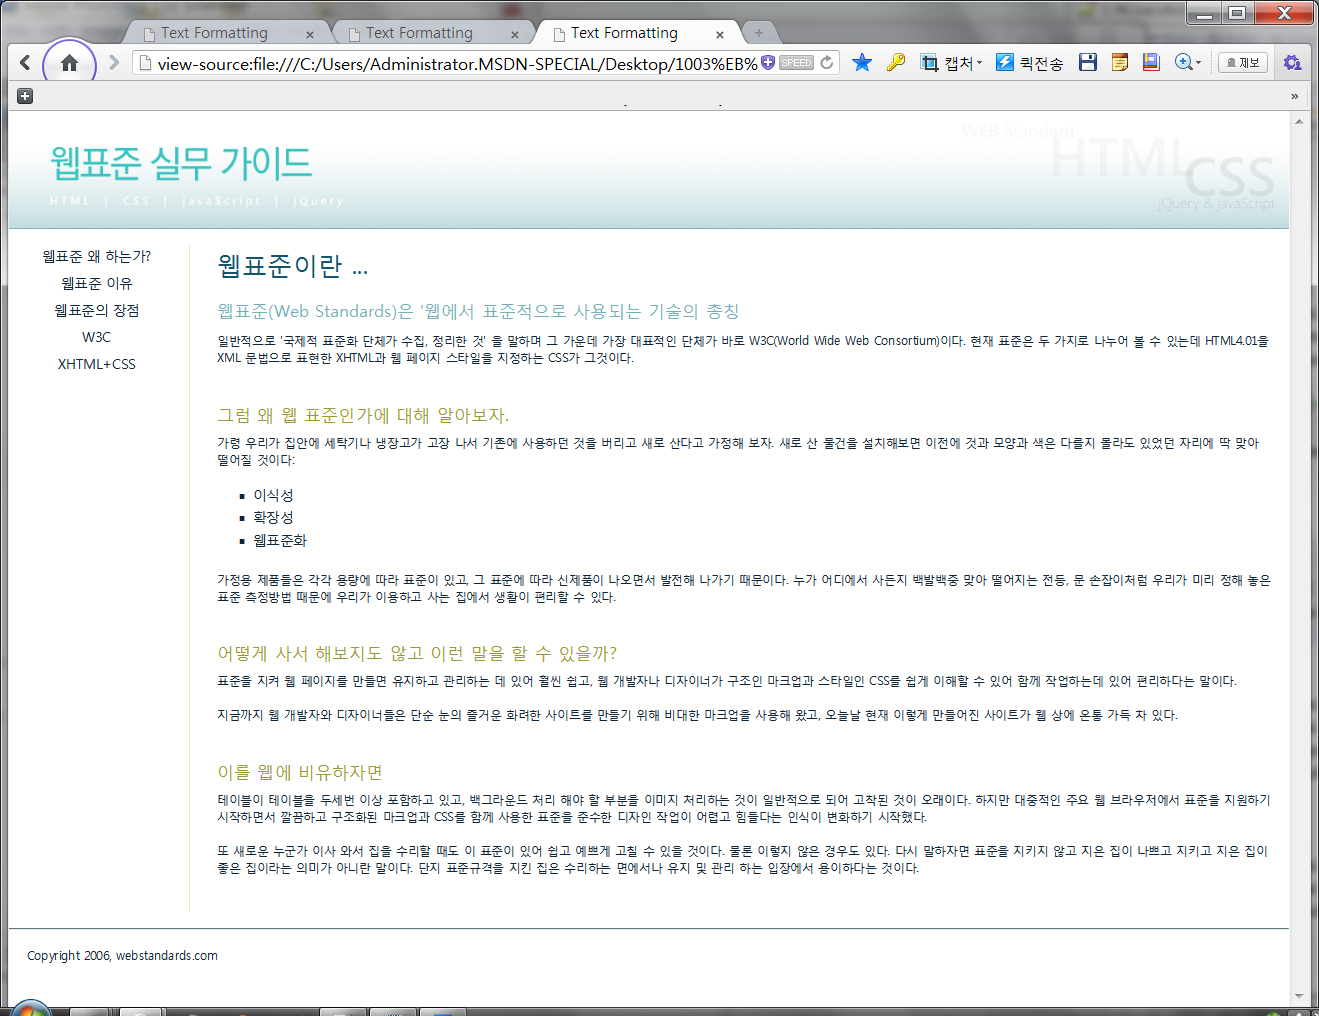 Text Formatting
Text Formatting
Text Formatting
view-source:file:///C:/Users/Administrator.MSDN-SPECIAL/Desktop/1003%EB%
SPEED
캡처
퀵전송
제보
웹표준 실무 가이드
HTML | CSS | javaScript | jQuery
WEB Standard
HTML
CSS
jQuery & javaScript
웹표준 왜 하는가?
웹표준 이유
웹표준의 장점
W3C
XHTML+CSS
웹표준이란 ...
웹표준(Web Standards)은 '웹에서 표준적으로 사용되는 기술의 총칭
일반적으로 '국제적 표준화 단체가 수집, 정리한 것' 을 말하며 그 가운데 가장 대표적인 단체가 바로 W3C(World Wide Web Consortium)이다. 현재 표준은 두 가지로 나누어 볼 수 있는데 HTML4.01을
XML 문법으로 표현한 XHTML과 웹 페이지 스타일을 지정하는 CSS가 그것이다.
그럼 왜 웹 표준인가에 대해 알아보자.
가령 우리가 집안에 세탁기나 냉장고가 고장 나서 기존에 사용하던 것을 버리고 새로 산다고 가정해 보자. 새로 산 물건을 설치해보면 이전에 것과 모양과 색은 다를지 몰라도 있었던 자리에 딱 맞아
떨어질 것이다:
이식성
확장성
웹표준화
가정용 제품들은 각각 용량에 따라 표준이 있고, 그 표준에 따라 신제품이 나오면서 발전해 나가기 때문이다. 누가 어디에서 사든지 백발백중 맞아 떨어지는 전등, 문 손잡이처럼 우리가 미리 정해 놓은
표준 측정방법 때문에 우리가 이용하고 사는 집에서 생활이 편리할 수 있다.
어떻게 사서 해보지도 않고 이런 말을 할 수 있을까?
표준을 지켜 웹 페이지를 만들면 유지하고 관리하는 데 있어 훨씬 쉽고, 웹 개발자나 디자이너가 구조인 마크업과 스타일인 CSS를 쉽게 이해할 수 있어 함께 작업하는데 있어 편리하다는 말이다.
지금까지 웹 개발자와 디자이너들은 단순 눈의 즐거운 화려한 사이트를 만들기 위해 비대한 마크업을 사용해 왔고, 오늘날 현재 이렇게 만들어진 사이트가 웹 상에 온통 가득 차 있다.
이를 웹에 비유하자면
테이블이 테이블을 두세번 이상 포함하고 있고, 백그라운드 처리 해야 할 부분을 이미지 처리하는 것이 일반적으로 되어 고착된 것이 오래이다. 하지만 대중적인 주요 웹 브라우저에서 표준을 지원하기
시작하면서 깔끔하고 구조화된 마크업과 CSS를 함께 사용한 표준을 준수한 디자인 작업이 어렵고 힘들다는 인식이 변화하기 시작했다.
또 새로운 누군가 이사 와서 집을 수리할 때도 이 표준이 있어 쉽고 예쁘게 고칠 수 있을 것이다. 물론 이렇지 않은 경우도 있다. 다시 말하자면 표준을 지키지 않고 지은 집이 나쁘고 지키고 지은 집이
좋은 집이라는 의미가 아니란 말이다. 단지 표준규격을 지킨 집은 수리하는 면에서나 유지 및 관리 하는 입장에서 용이하다는 것이다.
Copyright 2006, webstandards.com